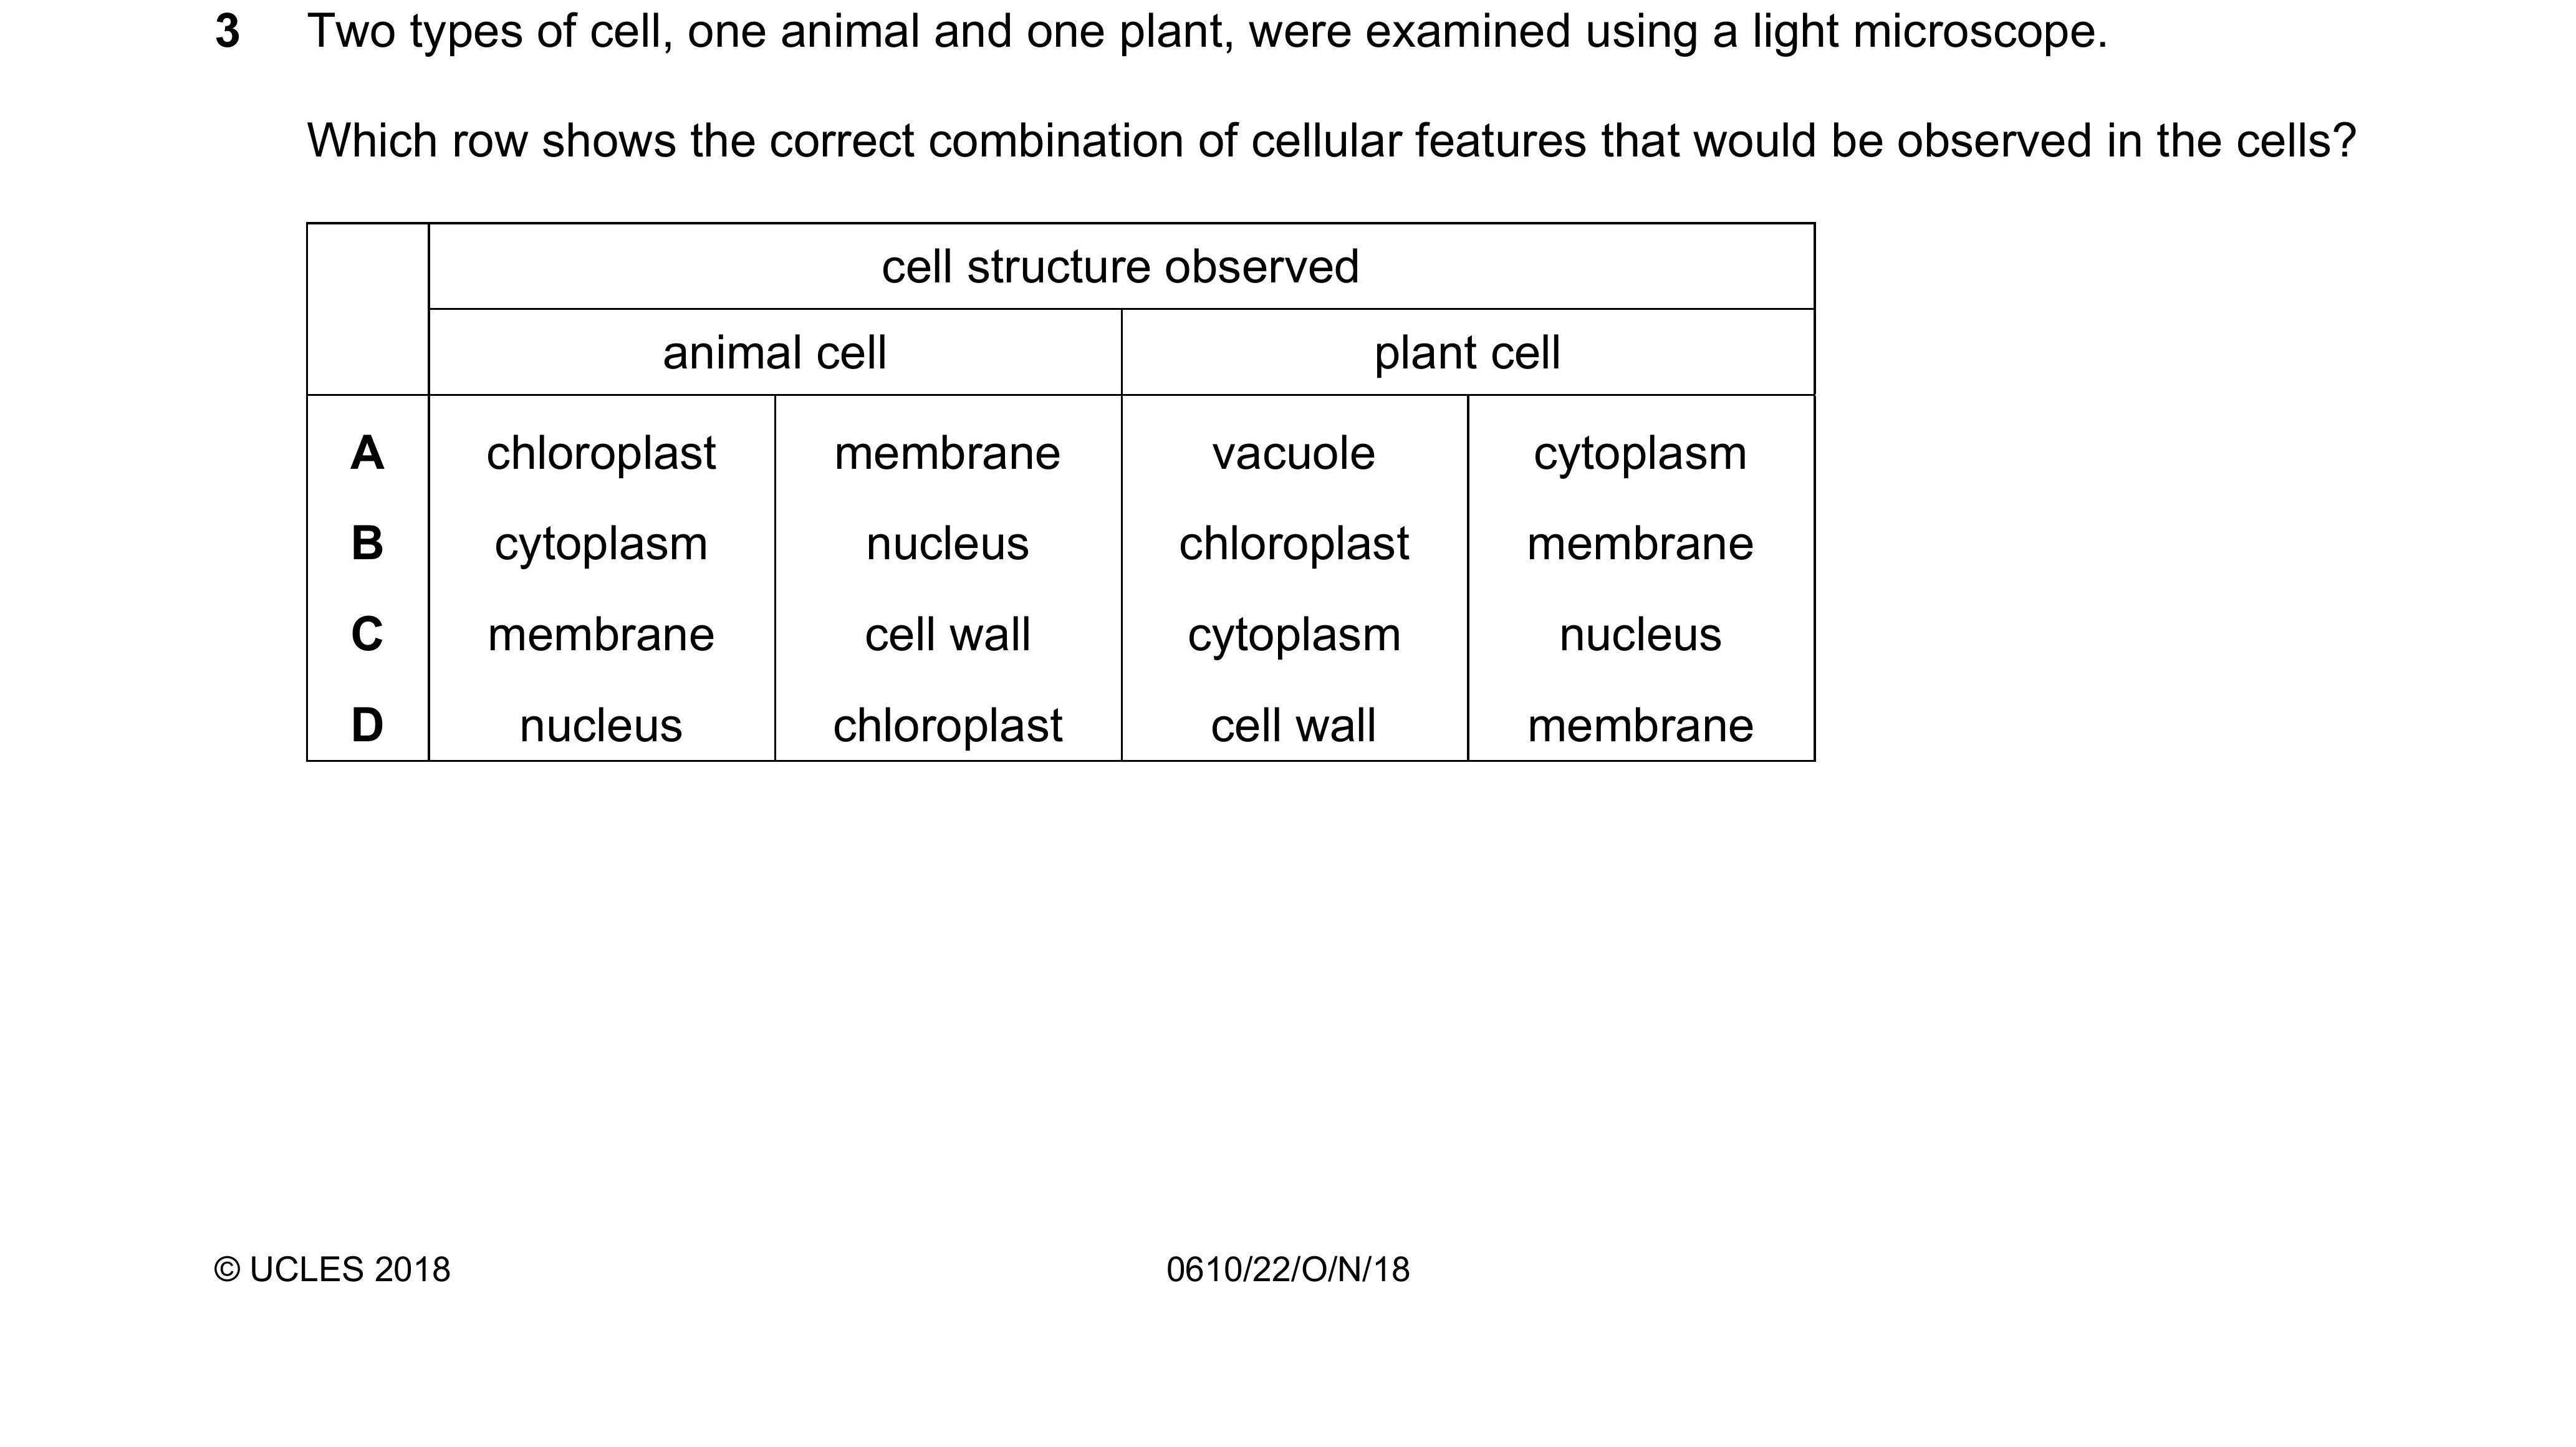 3 Two types of cell, one animal and one plant, were examined using a light microscope.
Which row shows the correct combination of cellular features that would be observed in the cells?
cell structure observed
animal cell plant cell
A chloroplast membrane vacuole cytoplasm
B cytoplasm nucleus chloroplast membrane
C membrane cell wall cytoplasm nucleus
D nucleus chloroplast cell wall membrane
© UCLES 2018 0610/22/O/N/18